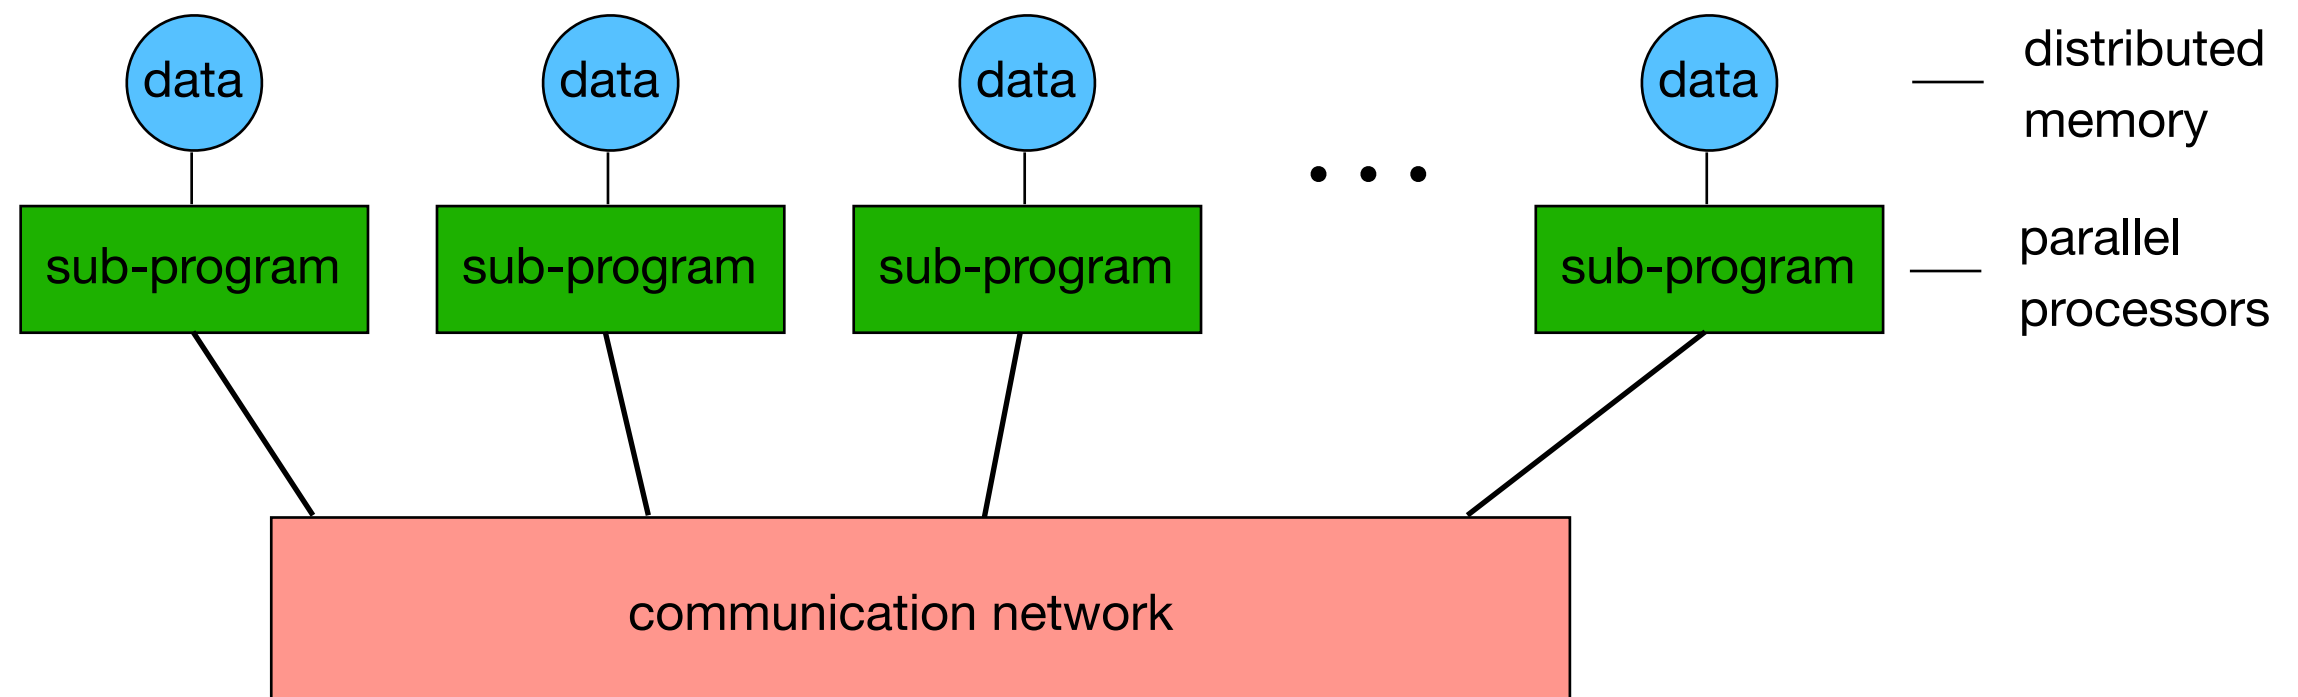 data
data
data
data
distributed
memory
• • •
sub-program
sub-program
sub-program
sub-program
parallel
processors
communication network